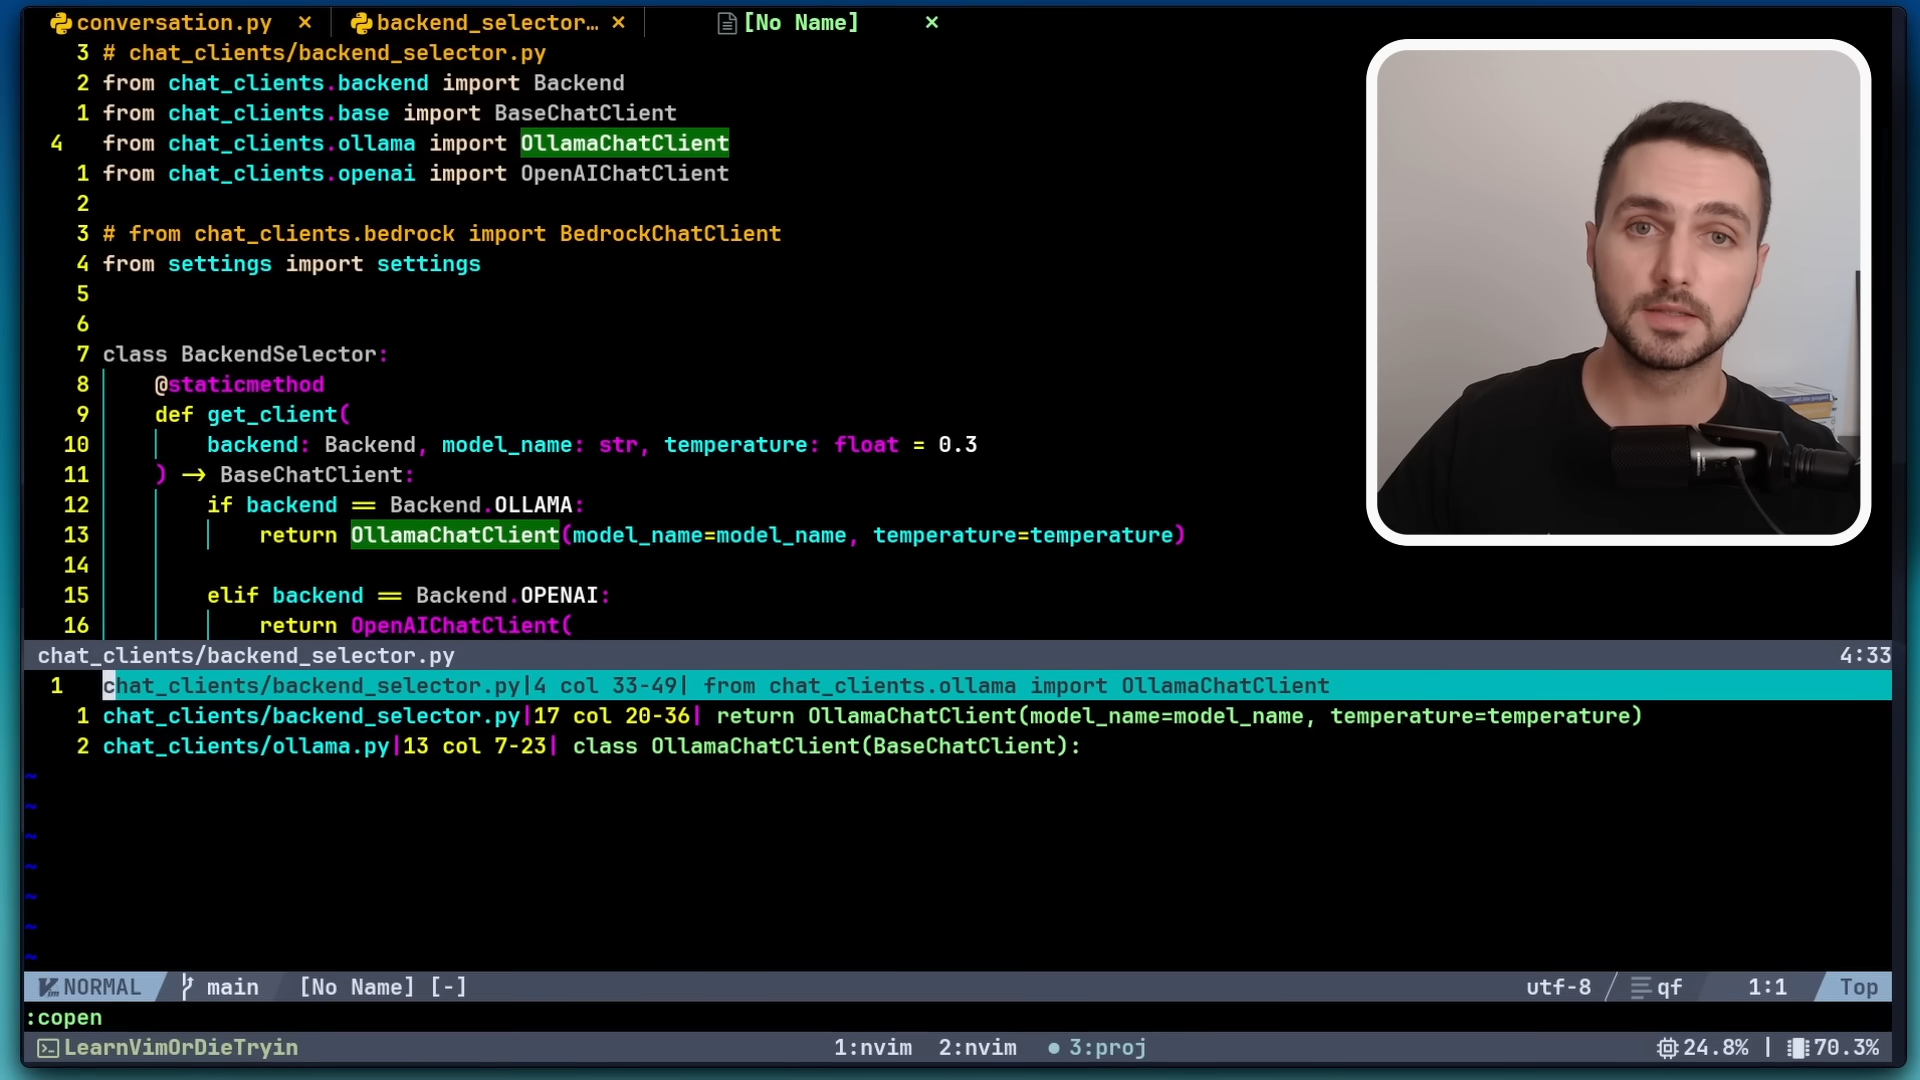 conversation.py × backend_selector… × [No Name] ×
3 # chat_clients/backend_selector.py
2 from chat_clients.backend import Backend
1 from chat_clients.base import BaseChatClient
4 from chat_clients.ollama import OllamaChatClient
1 from chat_clients.openai import OpenAIChatClient
2
3 # from chat_clients.bedrock import BedrockChatClient
4 from settings import settings
5
6
7 class BackendSelector:
8 @staticmethod
9 def get_client(
10 backend: Backend, model_name: str, temperature: float = 0.3
11 ) -> BaseChatClient:
12 if backend == Backend.OLLAMA:
13 return OllamaChatClient(model_name=model_name, temperature=temperature)
14
15 elif backend == Backend.OPENAI:
16 return OpenAIChatClient(
chat_clients/backend_selector.py 4:33
1 chat_clients/backend_selector.py|4 col 33-49| from chat_clients.ollama import OllamaChatClient
1 chat_clients/backend_selector.py|17 col 20-36| return OllamaChatClient(model_name=model_name, temperature=temperature)
2 chat_clients/ollama.py|13 col 7-23| class OllamaChatClient(BaseChatClient):
~
~
~
~
~
~
~
NORMAL main [No Name] [-] utf-8 qf 1:1 Top
:copen
LearnVimOrDieTryin 1:nvim 2:nvim ● 3:proj 24.8% | 70.3%